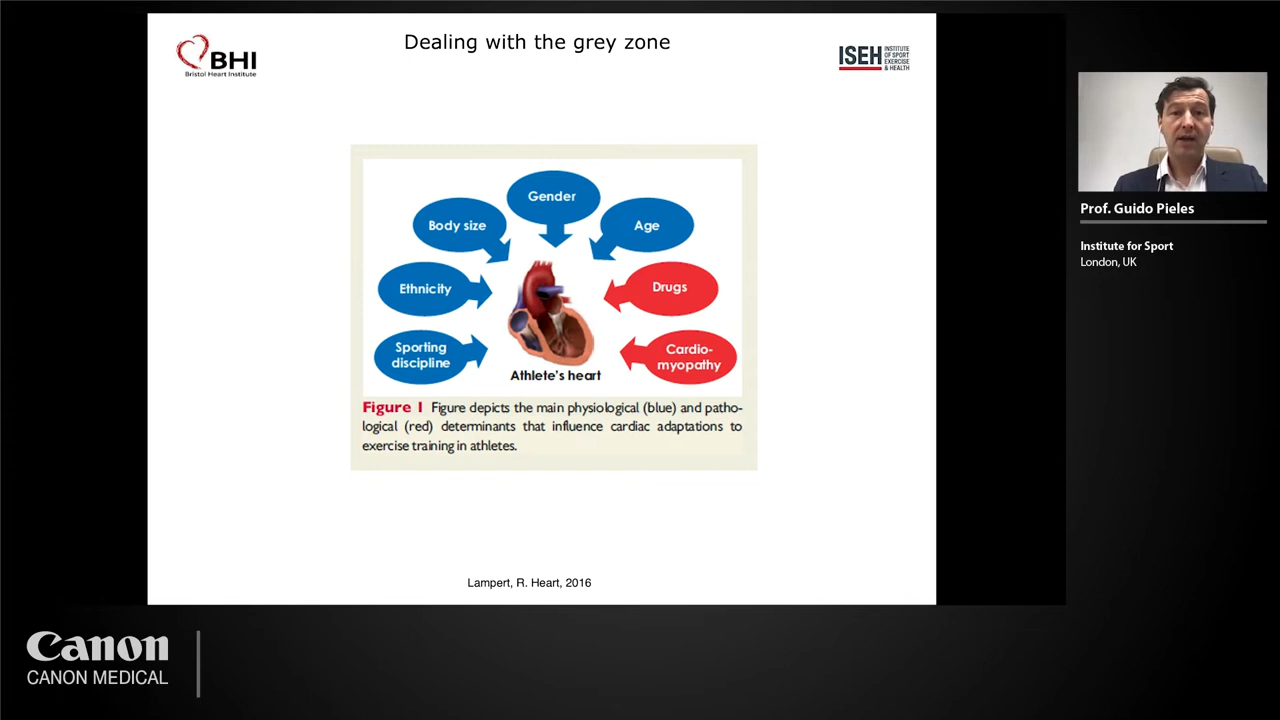 Dealing with the grey zone
BHI
Bristol Heart Institute
ISEH
INSTITUTE
OF SPORT
EXERCISE
& HEALTH
Gender
Body size
Age
Ethnicity
Drugs
Sporting
discipline
Cardio-
myopathy
Athlete's heart
Figure 1 Figure depicts the main physiological (blue) and patho-
logical (red) determinants that influence cardiac adaptations to
exercise training in athletes.
Lampert, R. Heart, 2016
Prof. Guido Pieles
Institute for Sport
London, UK
Canon
CANON MEDICAL